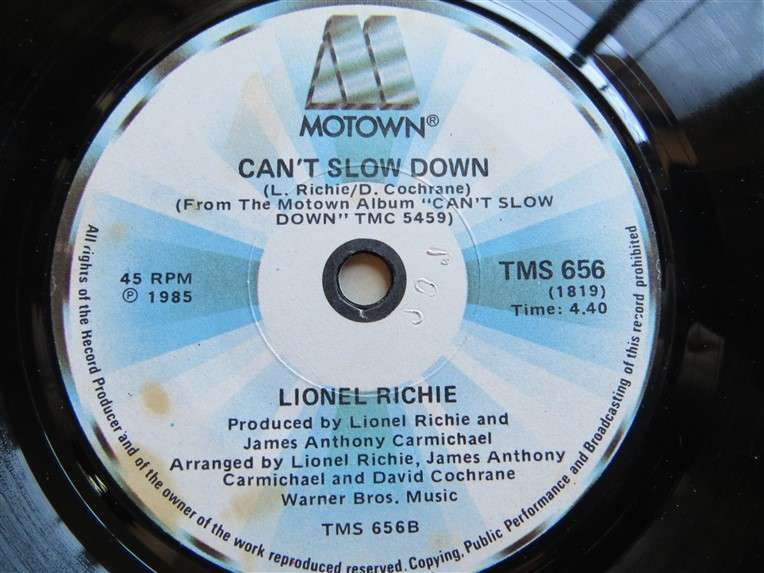 MOTOWN®
CAN'T SLOW DOWN
(L. Richie/D. Cochrane)
(From The Motown Album "CAN'T SLOW
DOWN" TMC 5459)
45 RPM
℗ 1985
TMS 656
(1819)
Time: 4.40
LIONEL RICHIE
Produced by Lionel Richie and
James Anthony Carmichael
Arranged by Lionel Richie, James Anthony
Carmichael and David Cochrane
Warner Bros. Music
TMS 656B
All rights of the Record Producer and of the owner of the work reproduced reserved. Copying, Public Performance and Broadcasting of this record prohibited